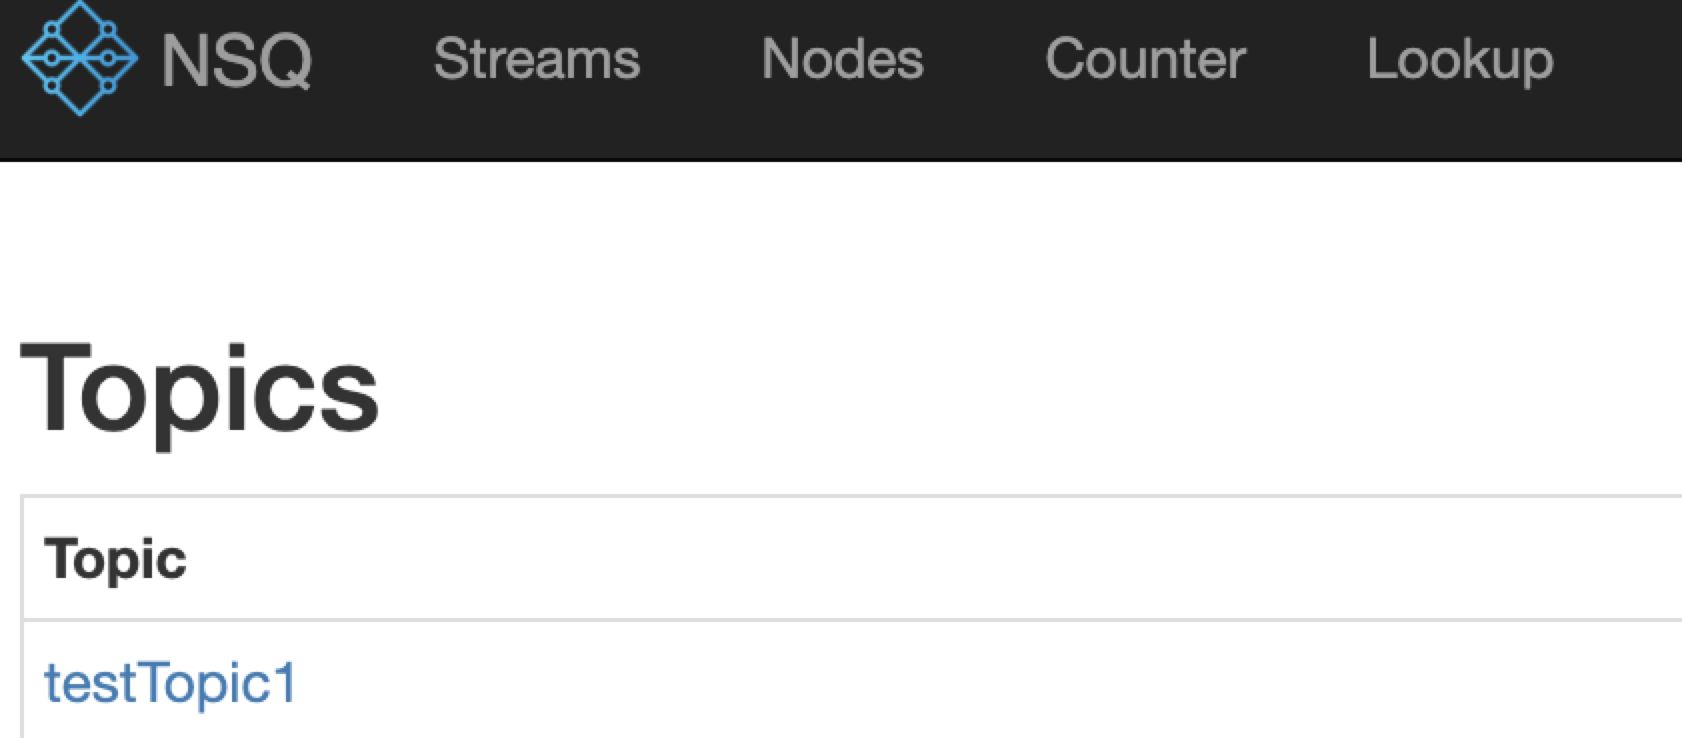 NSQ Streams Nodes Counter Lookup
Topics
Topic
testTopic1